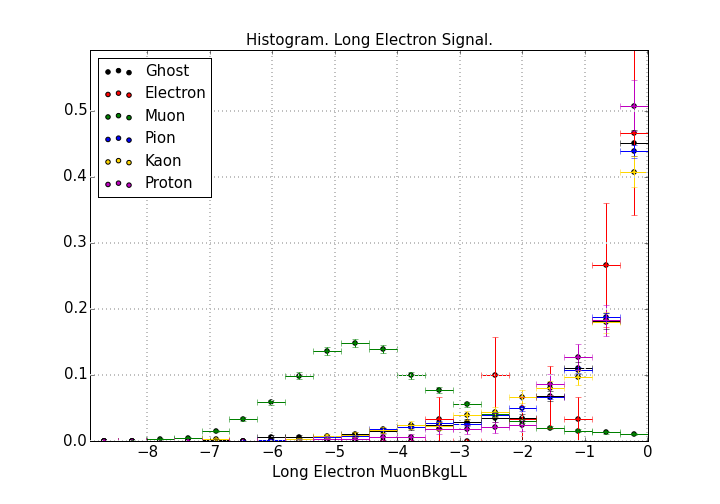 Histogram. Long Electron Signal.
Ghost
Electron
Muon
Pion
Kaon
Proton
0.5
0.4
0.3
0.2
0.1
0.0
−8 −7 −6 −5 −4 −3 −2 −1 0
Long Electron MuonBkgLL